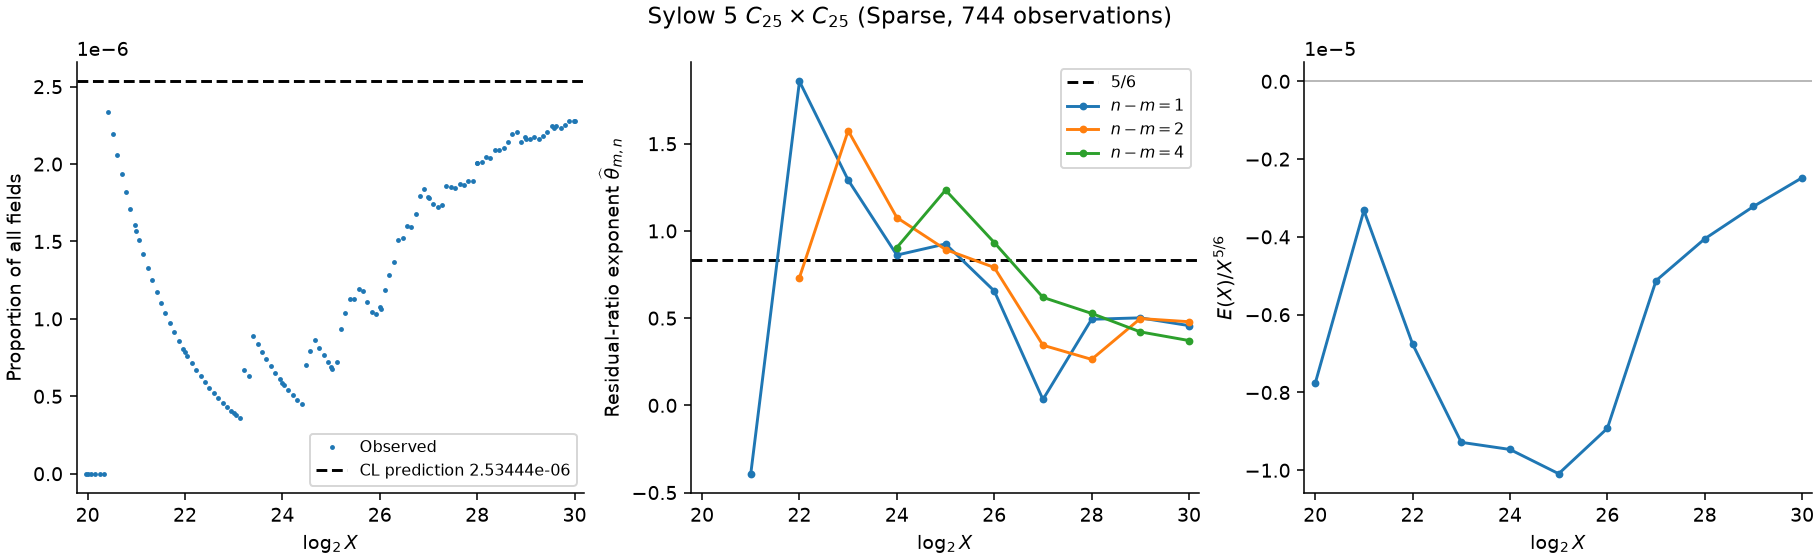 Sylow 5 C₂₅ × C₂₅ (Sparse, 744 observations)
1e−6
Proportion of all fields
2.5
2.0
1.5
1.0
0.5
0.0
Observed
CL prediction 2.53444e-06
20 22 24 26 28 30
log₂ X
Residual-ratio exponent θ̂ₘ,ₙ
1.5
1.0
0.5
0.0
−0.5
5/6
n − m = 1
n − m = 2
n − m = 4
20 22 24 26 28 30
log₂ X
1e−5
E(X)/X^{5/6}
0.0
−0.2
−0.4
−0.6
−0.8
−1.0
20 22 24 26 28 30
log₂ X